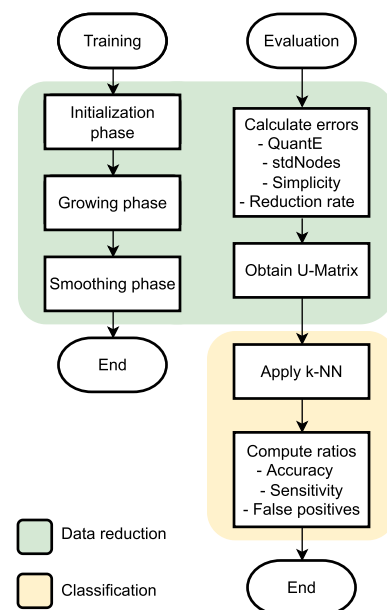 Training
Initialization
phase
Growing phase
Smoothing phase
End
Evaluation
Calculate errors
- QuantE
- stdNodes
- Simplicity
- Reduction rate
Obtain U-Matrix
Apply k-NN
Compute ratios
- Accuracy
- Sensitivity
- False positives
End
Data reduction
Classification